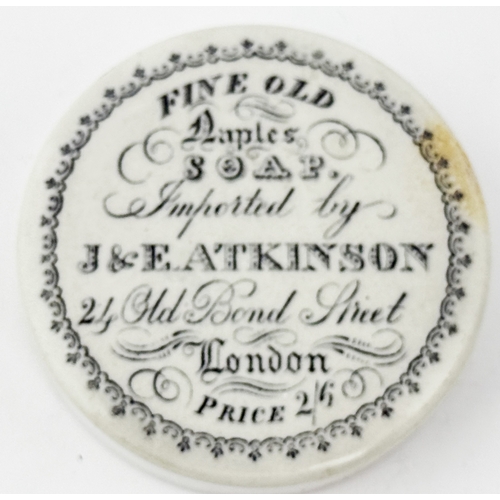 FINE OLD
Naples
SOAP.
Imported by
J & E. ATKINSON
24 Old Bond Street
London
PRICE 2/6